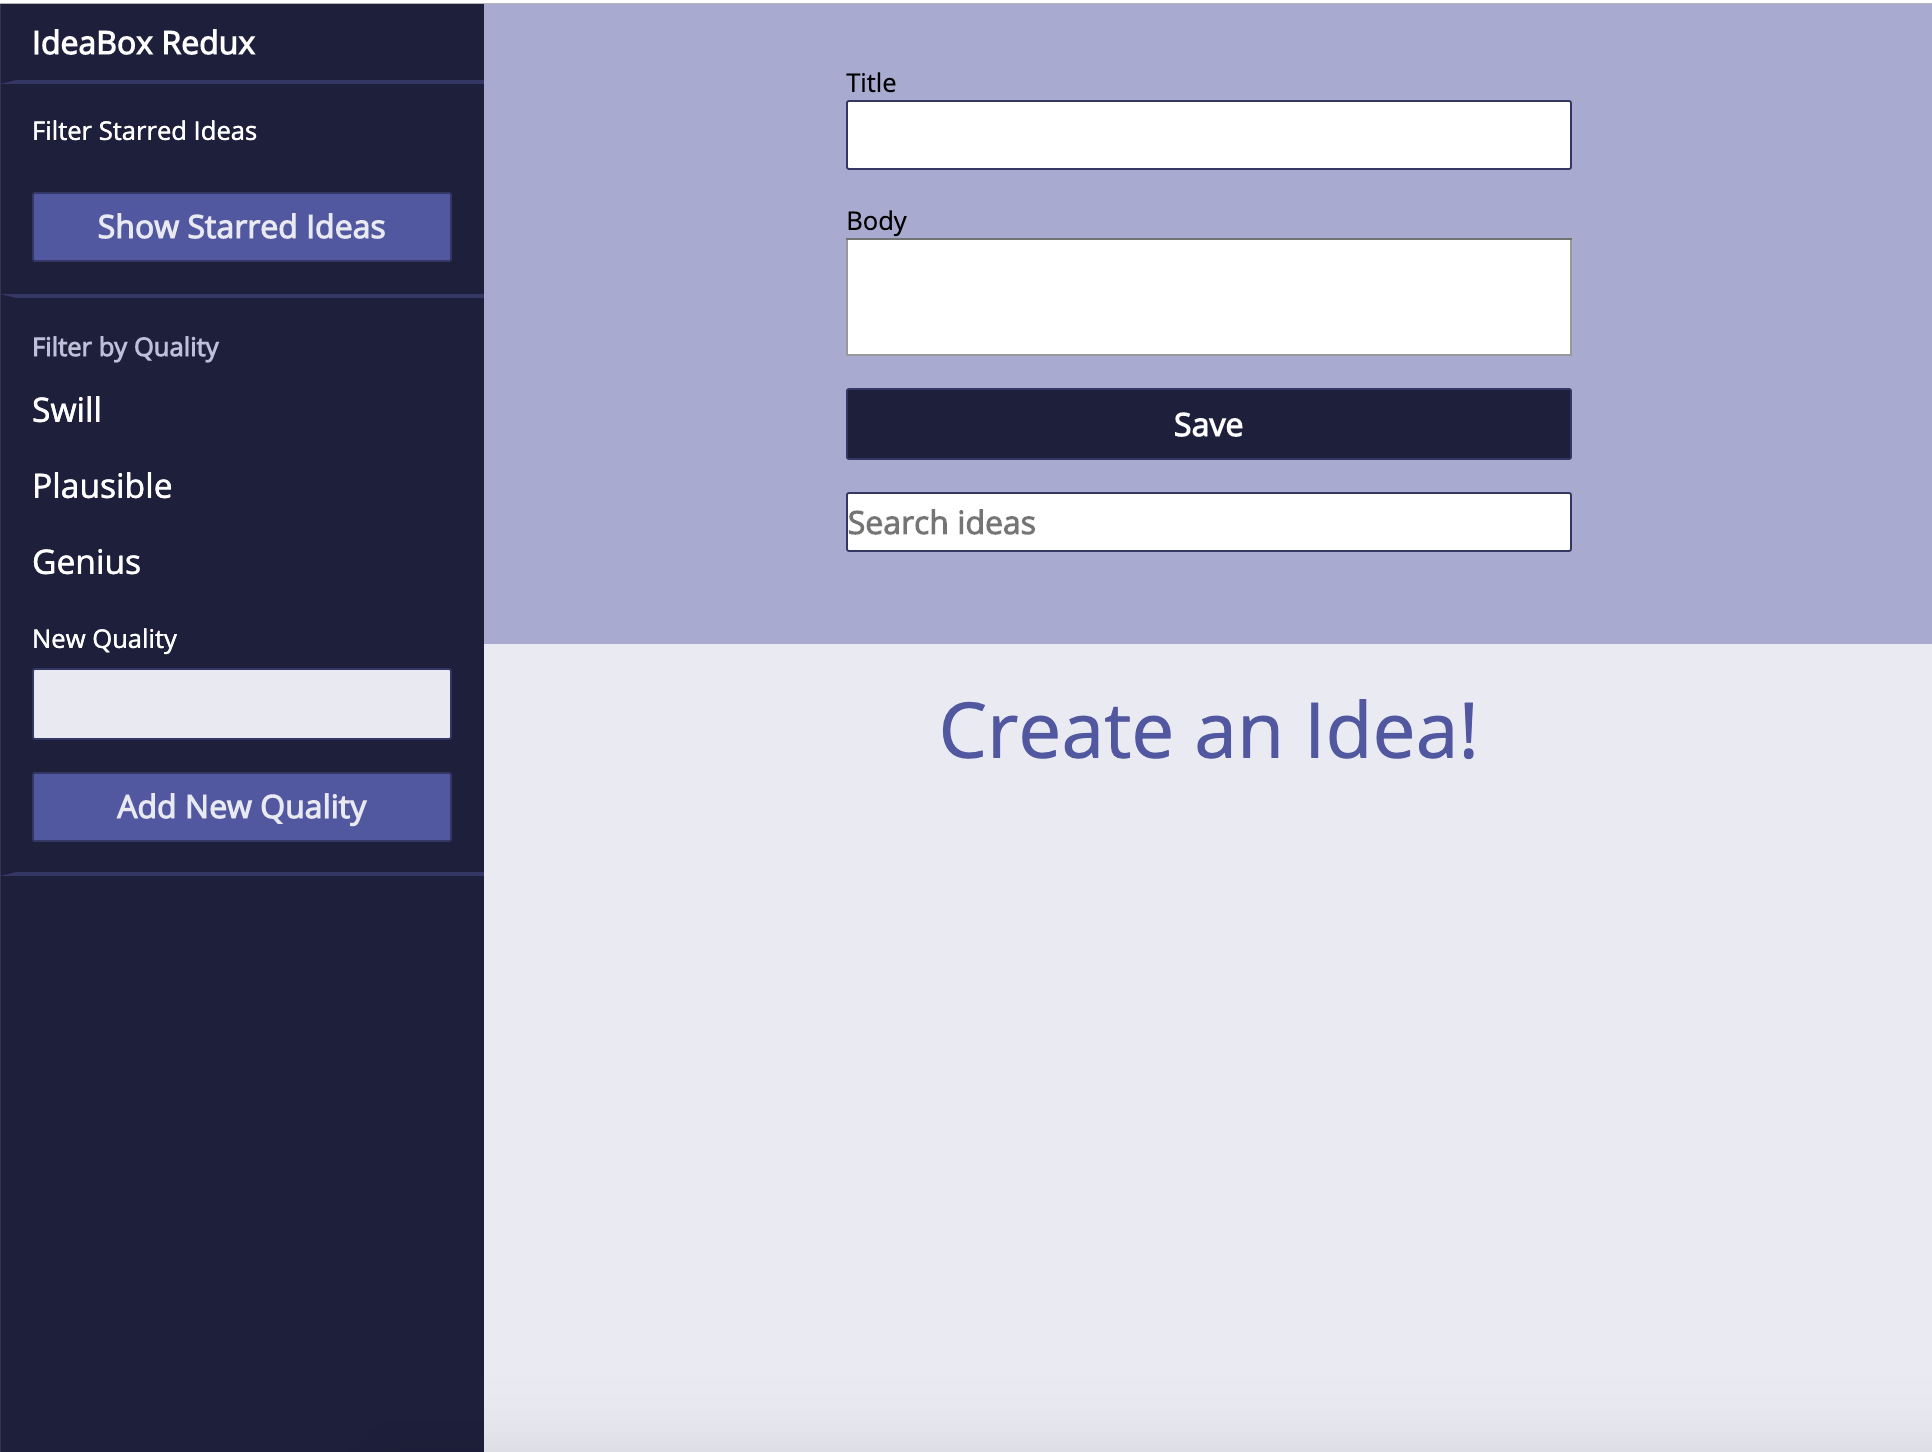 IdeaBox Redux
Filter Starred Ideas
Show Starred Ideas
Filter by Quality
Swill
Plausible
Genius
New Quality
Add New Quality
Title
Body
Save
Search ideas
Create an Idea!